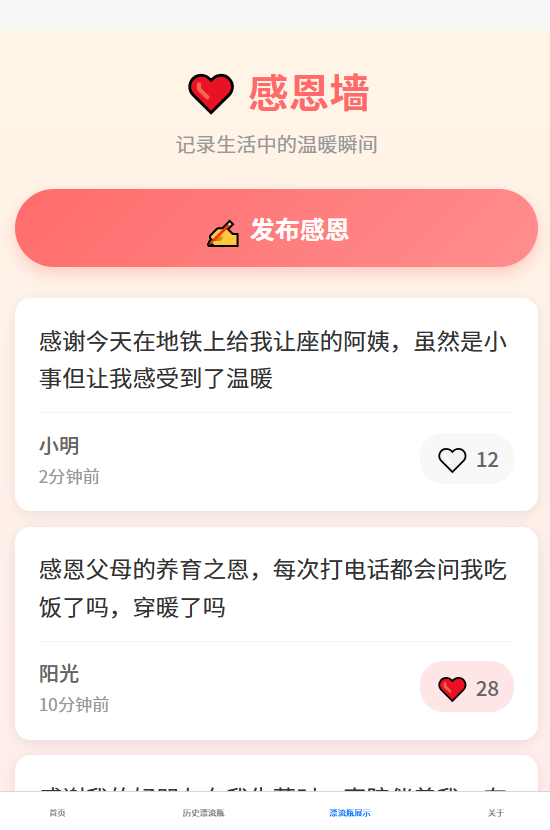 感恩墙
记录生活中的温暖瞬间
发布感恩
感谢今天在地铁上给我让座的阿姨，虽然是小
事但让我感受到了温暖
小明
2分钟前
12
感恩父母的养育之恩，每次打电话都会问我吃
饭了吗，穿暖了吗
阳光
10分钟前
28
首页
历史漂流瓶
漂流瓶展示
关于